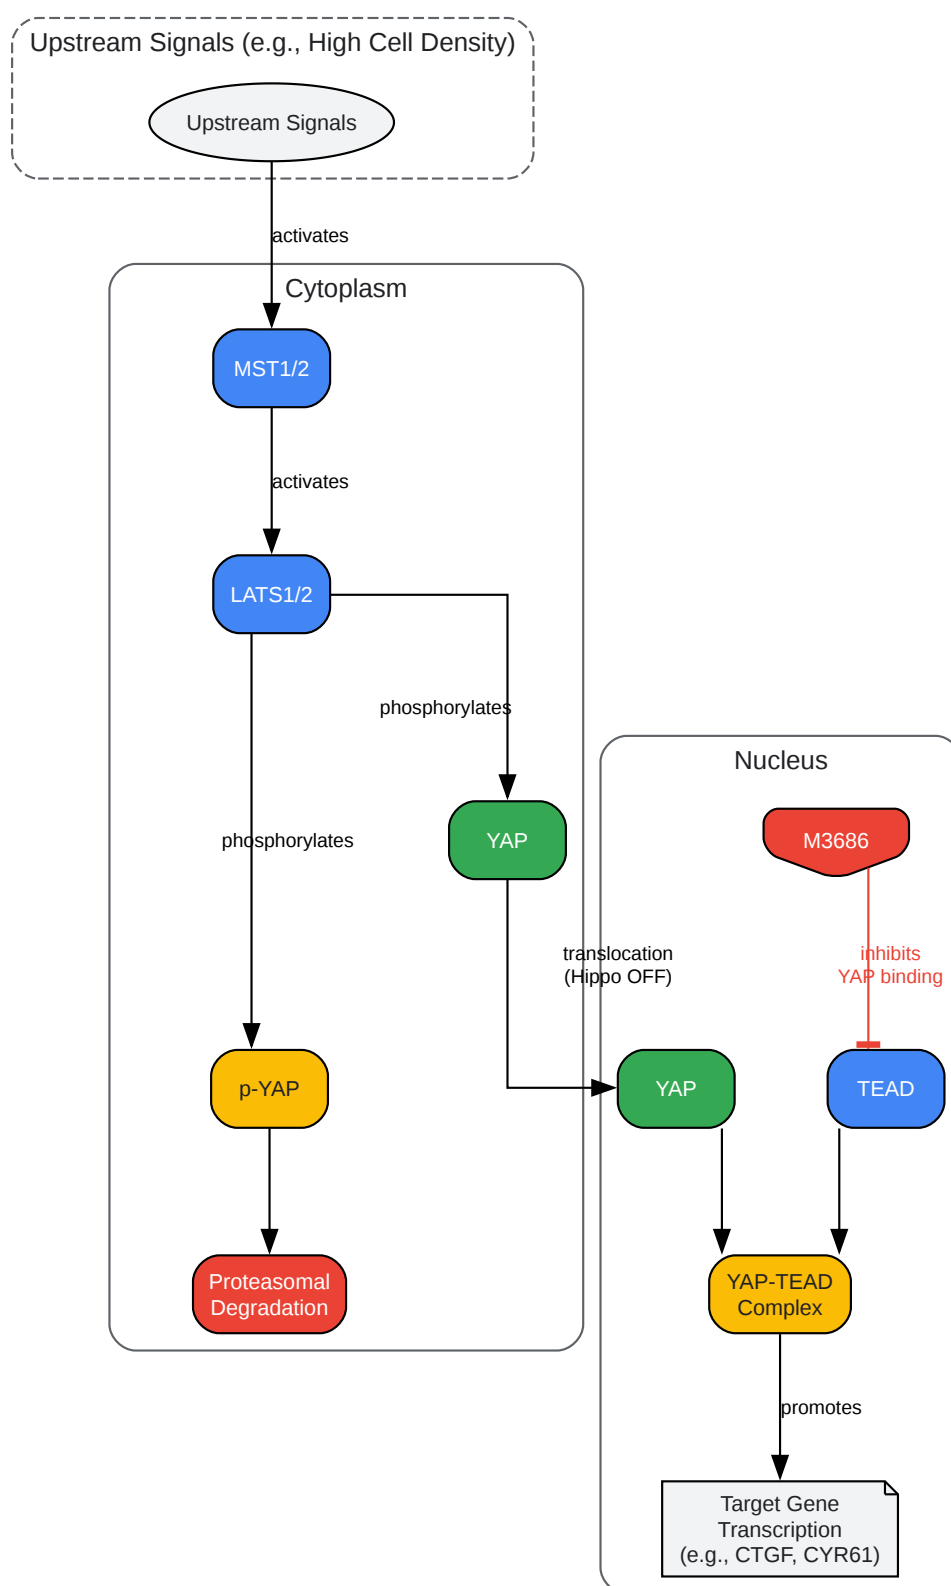 Upstream Signals (e.g., High Cell Density)
Upstream Signals
activates
Cytoplasm
MST1/2
activates
LATS1/2
phosphorylates
Nucleus
phosphorylates
YAP
M3686
translocation
(Hippo OFF)
inhibits
YAP binding
p-YAP
YAP
TEAD
Proteasomal
Degradation
YAP-TEAD
Complex
promotes
Target Gene
Transcription
(e.g., CTGF, CYR61)